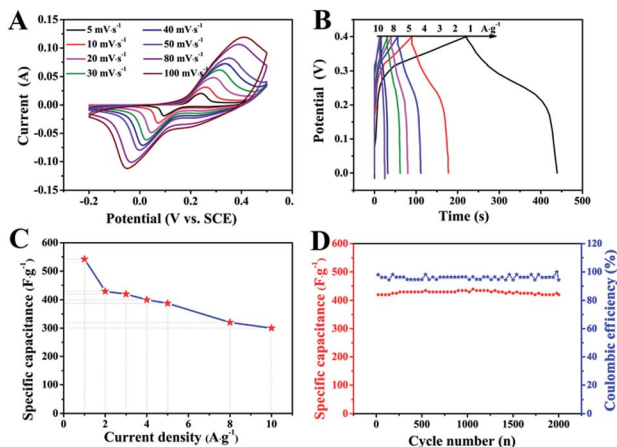 A
5 mV·s⁻¹ 40 mV·s⁻¹
10 mV·s⁻¹ 50 mV·s⁻¹
20 mV·s⁻¹ 80 mV·s⁻¹
30 mV·s⁻¹ 100 mV·s⁻¹
Current (A)
0.15
0.10
0.05
0.00
-0.05
-0.10
-0.15
-0.2 0.0 0.2 0.4 0.
Potential (V vs. SCE)
B
10 8 5 4 3 2 1 A·g⁻¹
Potential (V)
0.4
0.3
0.2
0.1
0.0
0 100 200 300 400 500
Time (s)
C
Specific capacitance (F·g⁻¹)
600
500
400
300
200
100
0
0 2 4 6 8 10
Current density (A·g⁻¹)
D
Specific capacitance (F·g⁻¹)
600
500
400
300
200
100
0
0 500 1000 1500 2000
Cycle number (n)
120
100
80
60
40
20
0
Coulombic efficiency (%)